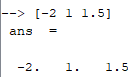 --> [-2 1 1.5]
ans  =
-2.   1.   1.5